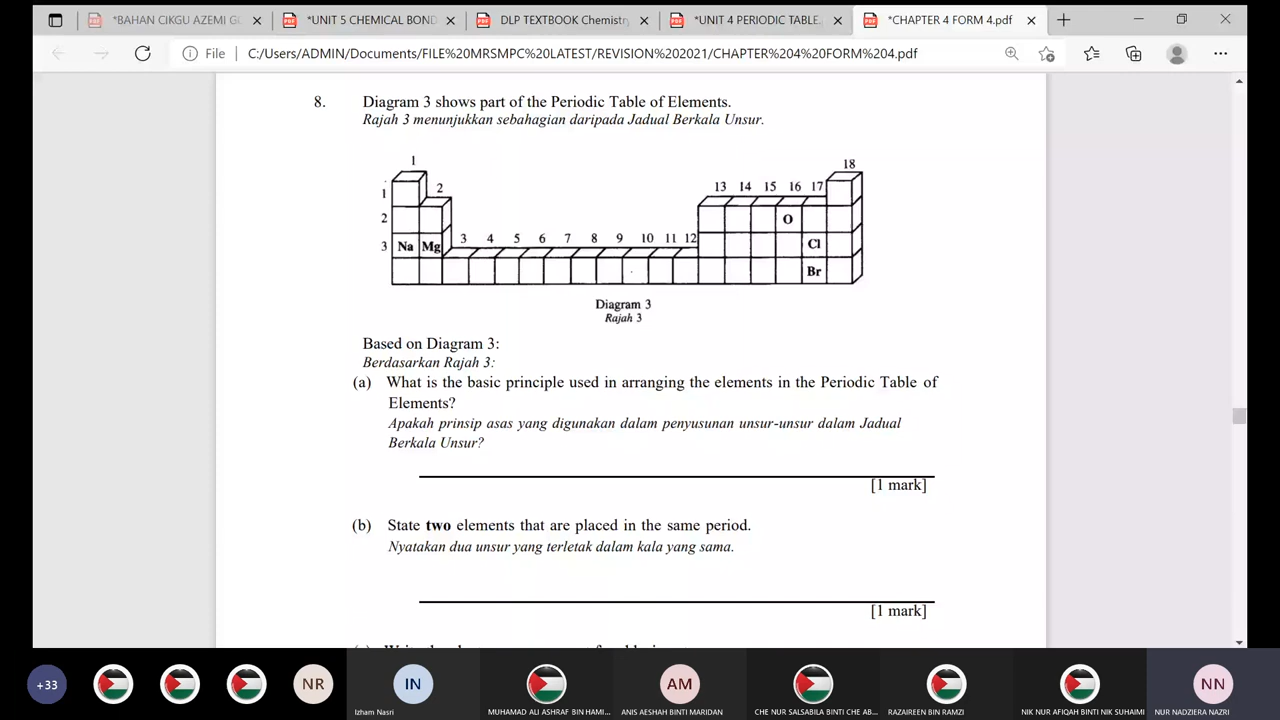 *BAHAN CIKGU AZEMI G
*UNIT 5 CHEMICAL BOND
DLP TEXTBOOK Chemistry
*UNIT 4 PERIODIC TABLE.
*CHAPTER 4 FORM 4.pdf
File
C:/Users/ADMIN/Documents/FILE%20MRSMPC%20LATEST/REVISION%202021/CHAPTER%204%20FORM%204.pdf
8. Diagram 3 shows part of the Periodic Table of Elements.
Rajah 3 menunjukkan sebahagian daripada Jadual Berkala Unsur.
1 18
1 2 13 14 15 16 17
2 O
3 Na Mg 3 4 5 6 7 8 9 10 11 12 Cl
Br
Diagram 3
Rajah 3
Based on Diagram 3:
Berdasarkan Rajah 3:
(a) What is the basic principle used in arranging the elements in the Periodic Table of
Elements?
Apakah prinsip asas yang digunakan dalam penyusunan unsur-unsur dalam Jadual
Berkala Unsur?
[1 mark]
(b) State two elements that are placed in the same period.
Nyatakan dua unsur yang terletak dalam kala yang sama.
[1 mark]
+33
NR
IN
AM
NN
Izham Nasri
MUHAMAD ALI ASHRAF BIN HAMI...
ANIS AEISHAH BINTI MARIDAN
CHE NUR SALSABILA BINTI CHE AB...
RAZAIREEN BIN RAMZI
NIK NUR AFIQAH BINTI NIK SUHAIMI
NUR NADZIERA NAZRI